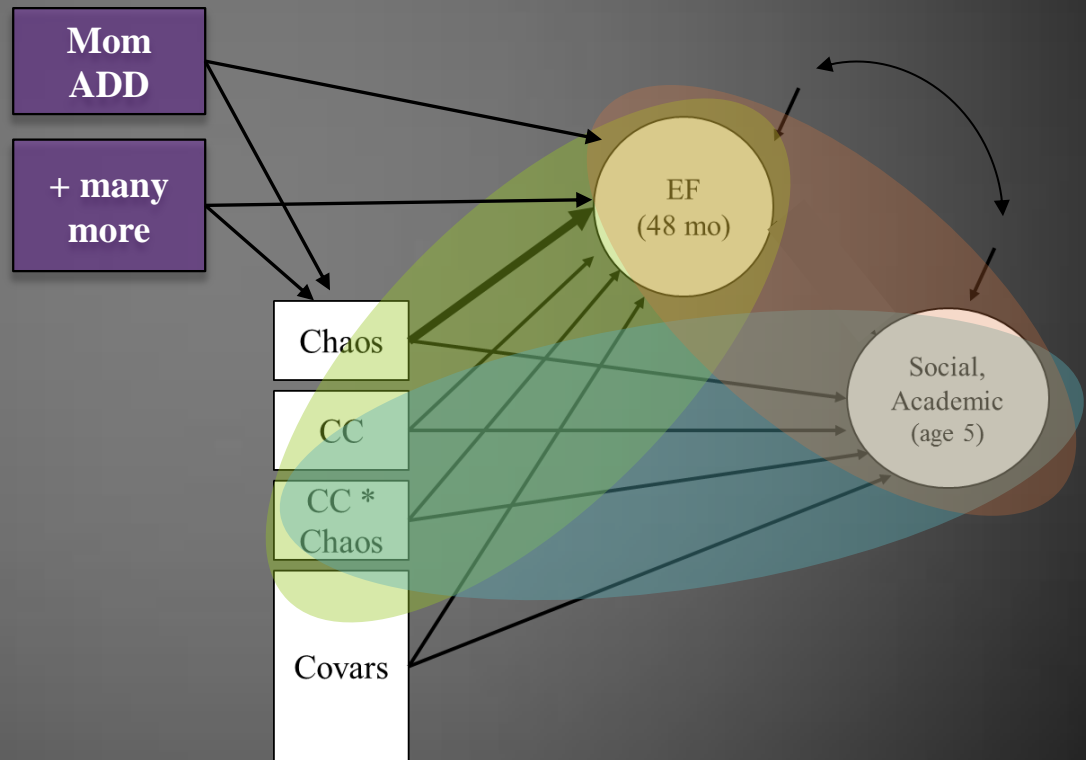 Mom
ADD
+ many
more
EF
(48 mo)
Chaos
Social,
Academic
(age 5)
CC
CC *
Chaos
Covars